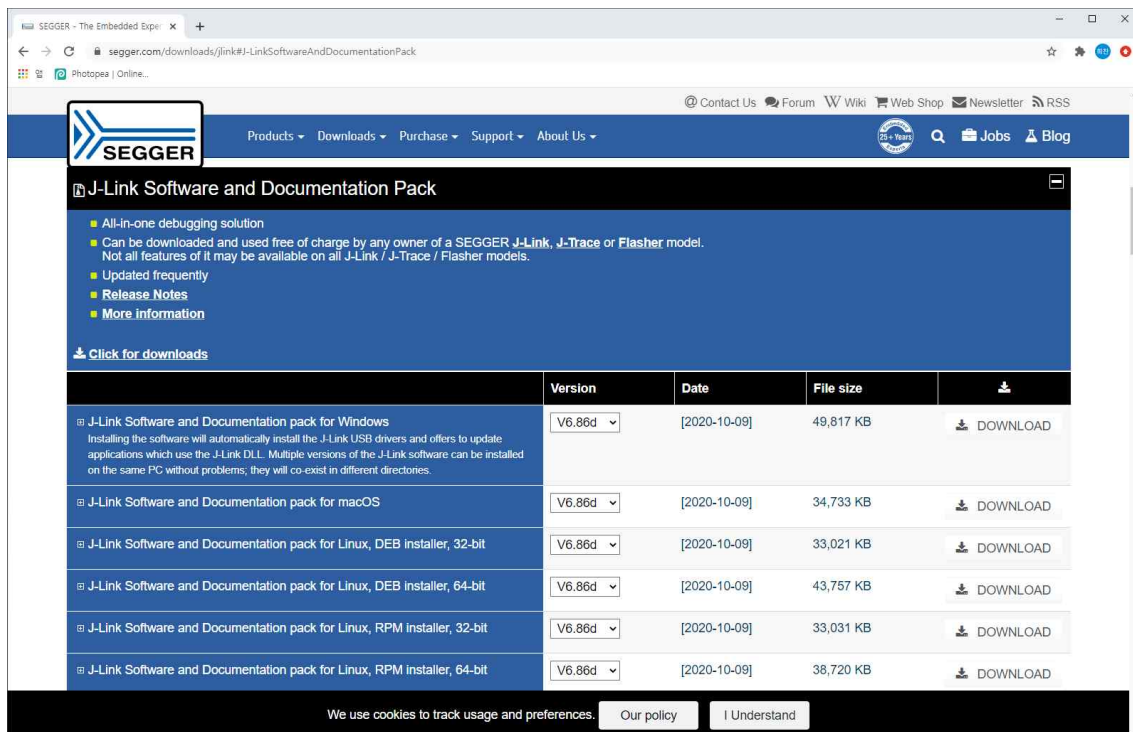 SEGGER - The Embedded Exper
segger.com/downloads/jlink#J-LinkSoftwareAndDocumentationPack
Photopea | Online...
Contact Us Forum W Wiki Web Shop Newsletter RSS
SEGGER
Products Downloads Purchase Support About Us
25+ Years
Jobs Blog
J-Link Software and Documentation Pack
All-in-one debugging solution
Can be downloaded and used free of charge by any owner of a SEGGER J-Link, J-Trace or Flasher model.
Not all features of it may be available on all J-Link / J-Trace / Flasher models.
Updated frequently
Release Notes
More information
Click for downloads
Version Date File size
J-Link Software and Documentation pack for Windows V6.86d [2020-10-09] 49,817 KB DOWNLOAD
Installing the software will automatically install the J-Link USB drivers and offers to update
applications which use the J-Link DLL. Multiple versions of the J-Link software can be installed
on the same PC without problems; they will co-exist in different directories.
J-Link Software and Documentation pack for macOS V6.86d [2020-10-09] 34,733 KB DOWNLOAD
J-Link Software and Documentation pack for Linux, DEB installer, 32-bit V6.86d [2020-10-09] 33,021 KB DOWNLOAD
J-Link Software and Documentation pack for Linux, DEB installer, 64-bit V6.86d [2020-10-09] 43,757 KB DOWNLOAD
J-Link Software and Documentation pack for Linux, RPM installer, 32-bit V6.86d [2020-10-09] 33,031 KB DOWNLOAD
J-Link Software and Documentation pack for Linux, RPM installer, 64-bit V6.86d [2020-10-09] 38,720 KB DOWNLOAD
We use cookies to track usage and preferences. Our policy I Understand